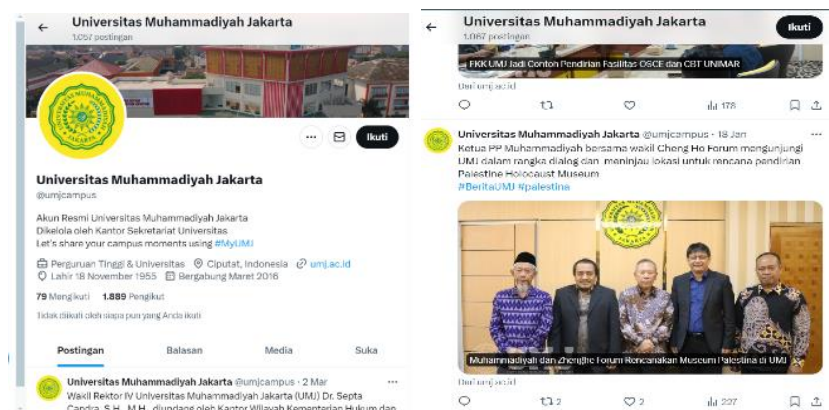 Universitas Muhammadiyah Jakarta
1.057 postingan
Ikuti
Universitas Muhammadiyah Jakarta
@umjcampus
Akun Resmi Universitas Muhammadiyah Jakarta
Dikelola oleh Kantor Sekretariat Universitas
Let's share your campus moments using #MyUMJ
Perguruan Tinggi & Universitas Ciputat, Indonesia umj.ac.id
Lahir 18 November 1955 Bergabung Maret 2016
79 Mengikuti 1.889 Pengikut
Tidak diikuti oleh siapa pun yang Anda ikuti
Postingan Balasan Media Suka
Universitas Muhammadiyah Jakarta @umjcampus · 2 Mar
Wakil Rektor IV Universitas Muhammadiyah Jakarta (UMJ) Dr. Septa
Candra, S.H., M.H., diundang oleh Kantor Wilayah Kementerian Hukum dan
Universitas Muhammadiyah Jakarta
1.067 postingan
Ikuti
FKK UMJ Jadi Contoh Pendirian Fasilitas OSCE dan CBT UNIMAR
Dari umj.ac.id
178
Universitas Muhammadiyah Jakarta @umjcampus · 18 Jan
Ketua PP Muhammadiyah bersama wakil Cheng Ho Forum mengunjungi
UMJ dalam rangka dialog dan meninjau lokasi untuk rencana pendirian
Palestine Holocaust Museum
#BeritaUMJ #palestina
JAKARTA
Muhammadiyah dan Zhenghe Forum Rencanakan Museum Palestina di UMJ
Dari umj.ac.id
2 2 227